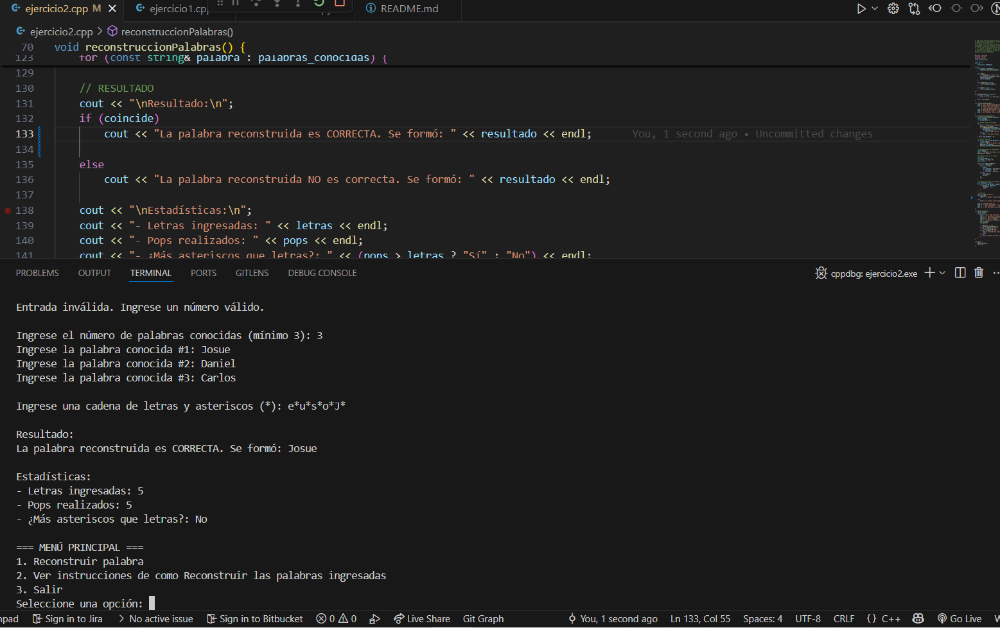 ejercicio2.cpp M
ejercicio1.cp
README.md
ejercicio2.cpp > reconstruccionPalabras()
70 void reconstruccionPalabras() {
123 for (const string& palabra : palabras_conocidas) {
129
130 // RESULTADO
131 cout << "\nResultado:\n";
132 if (coincide)
133 cout << "La palabra reconstruida es CORRECTA. Se formó: " << resultado << endl; You, 1 second ago • Uncommitted changes
134
135 else
136 cout << "La palabra reconstruida NO es correcta. Se formó: " << resultado << endl;
137
138 cout << "\nEstadísticas:\n";
139 cout << "- Letras ingresadas: " << letras << endl;
140 cout << "- Pops realizados: " << pops << endl;
141 cout << "- ¿Más asteriscos que letras?: " << (pops > letras ? "Sí" : "No") << endl;
PROBLEMS OUTPUT TERMINAL PORTS GITLENS DEBUG CONSOLE
cppdbg: ejercicio2.exe
Entrada inválida. Ingrese un número válido.
Ingrese el número de palabras conocidas (mínimo 3): 3
Ingrese la palabra conocida #1: Josue
Ingrese la palabra conocida #2: Daniel
Ingrese la palabra conocida #3: Carlos
Ingrese una cadena de letras y asteriscos (*): e*u*s*o*J*
Resultado:
La palabra reconstruida es CORRECTA. Se formó: Josue
Estadísticas:
- Letras ingresadas: 5
- Pops realizados: 5
- ¿Más asteriscos que letras?: No
=== MENÚ PRINCIPAL ===
1. Reconstruir palabra
2. Ver instrucciones de como Reconstruir las palabras ingresadas
3. Salir
Seleccione una opción:
npad Sign in to Jira > No active issue Sign in to Bitbucket 0 0 Live Share Git Graph You, 1 second ago Ln 133, Col 55 Spaces: 4 UTF-8 CRLF {} C++ Go Live